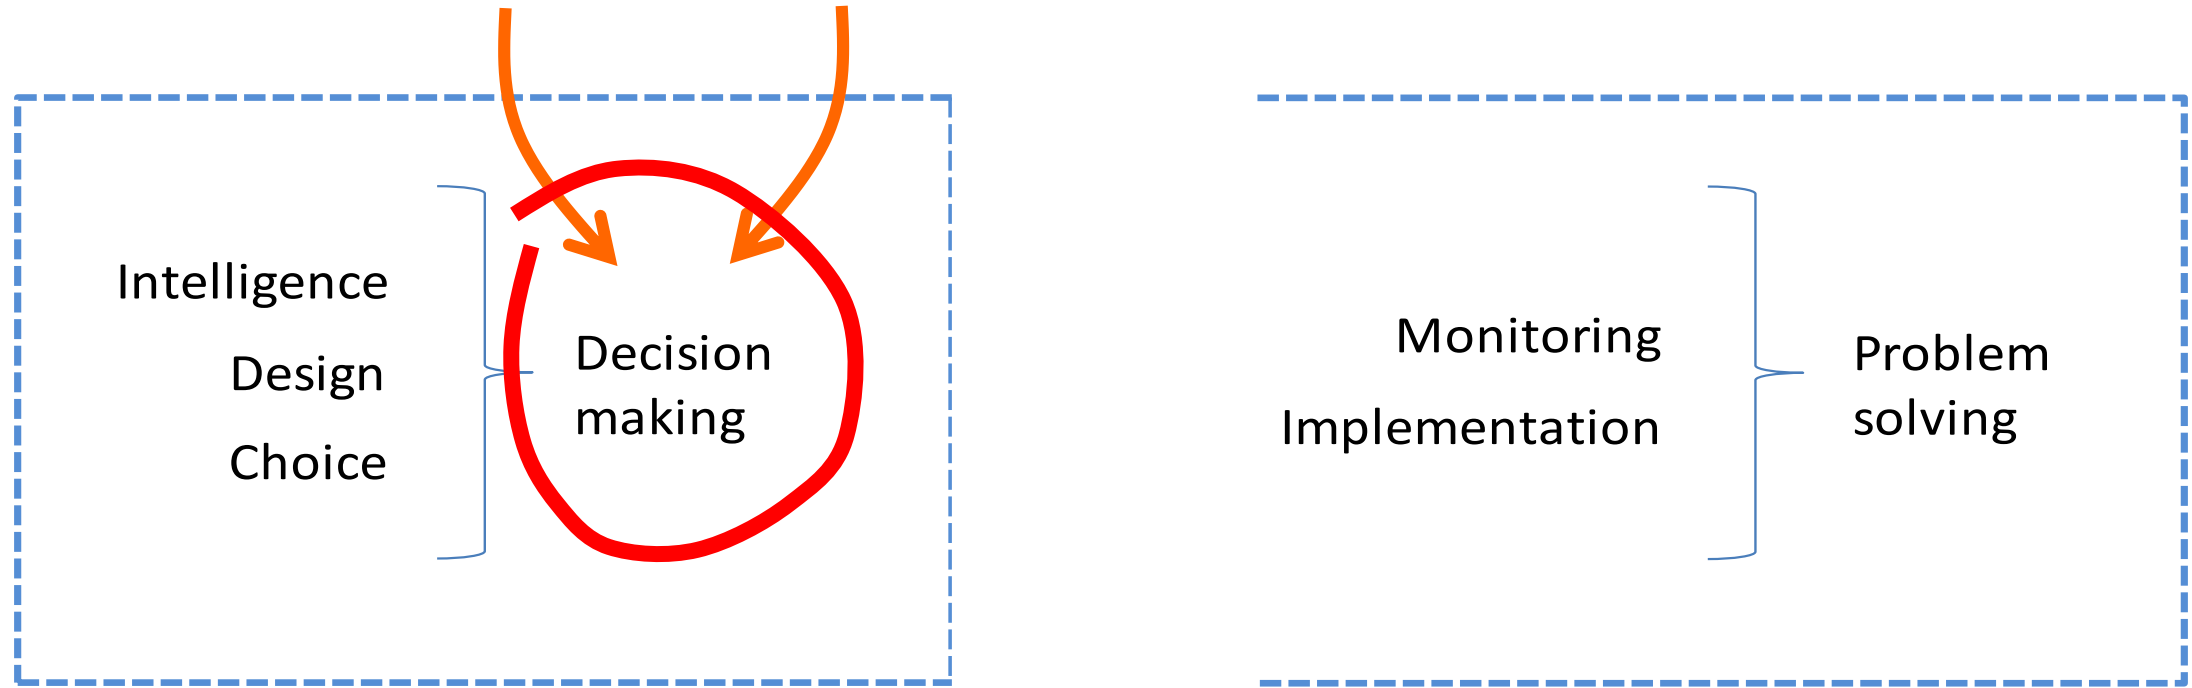 Intelligence
Design
Choice
Decision
making
Monitoring
Implementation
Problem
solving